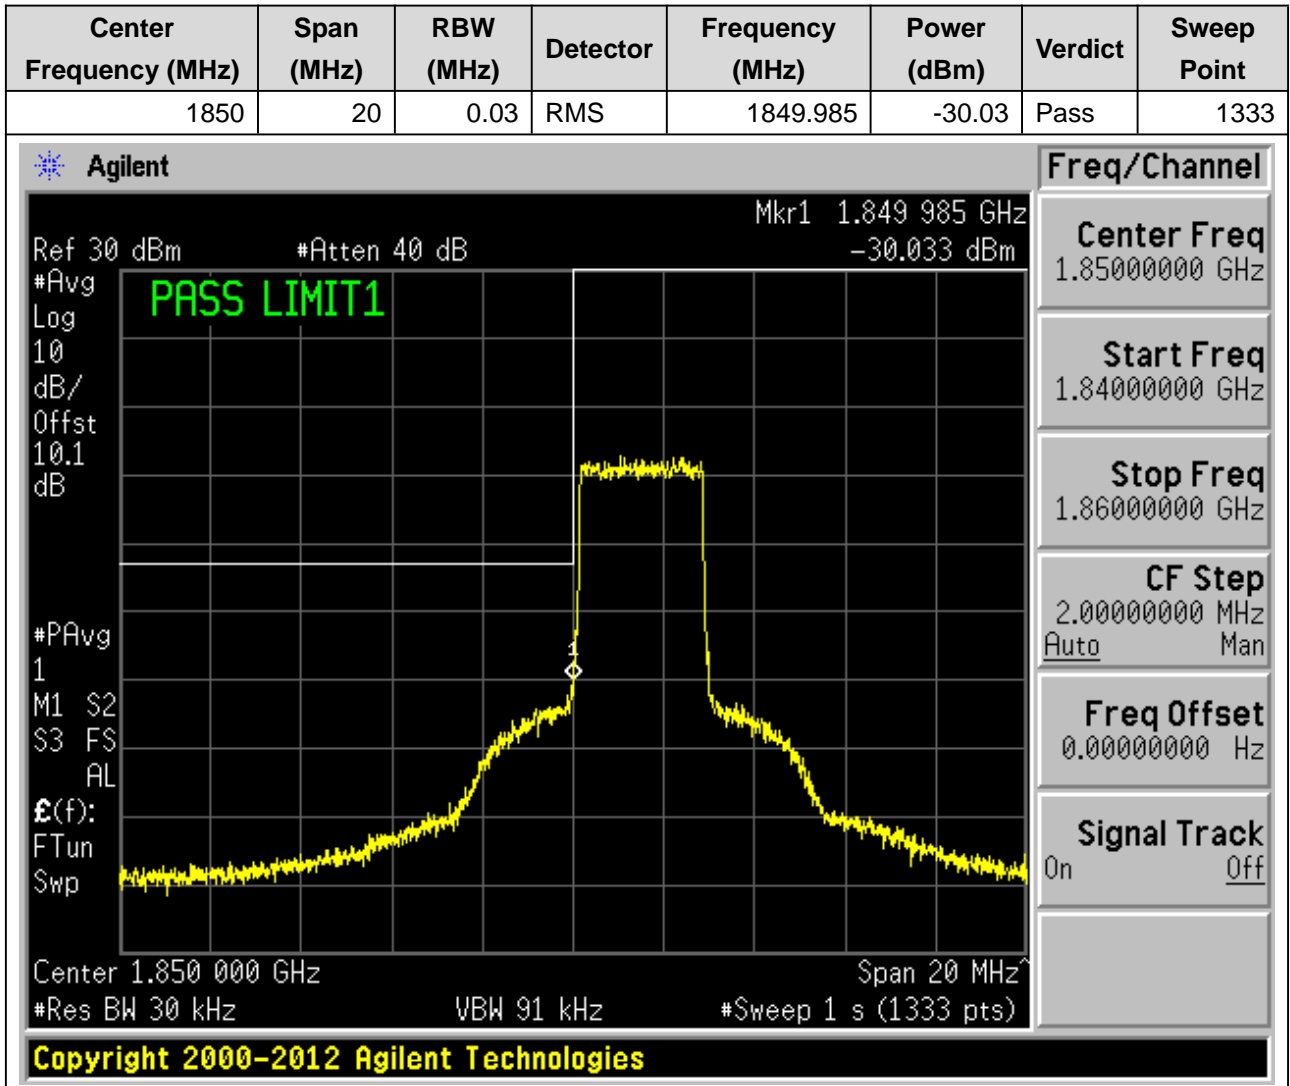 Center Frequency (MHz) Span (MHz) RBW (MHz) Detector Frequency (MHz) Power (dBm) Verdict Sweep Point
1850 20 0.03 RMS 1849.985 -30.03 Pass 1333
Agilent
Freq/Channel
Mkr1 1.849 985 GHz
Ref 30 dBm #Atten 40 dB -30.033 dBm
#Avg
Log
10
dB/
Offst
10.1
dB
PASS LIMIT1
#PAvg
1
M1 S2
S3 FS
AL
£(f):
FTun
Swp
1
Center 1.850 000 GHz Span 20 MHz^
#Res BW 30 kHz VBW 91 kHz #Sweep 1 s (1333 pts)
Center Freq
1.85000000 GHz
Start Freq
1.84000000 GHz
Stop Freq
1.86000000 GHz
CF Step
2.00000000 MHz
Auto Man
Freq Offset
0.00000000 Hz
Signal Track
On Off
Copyright 2000-2012 Agilent Technologies